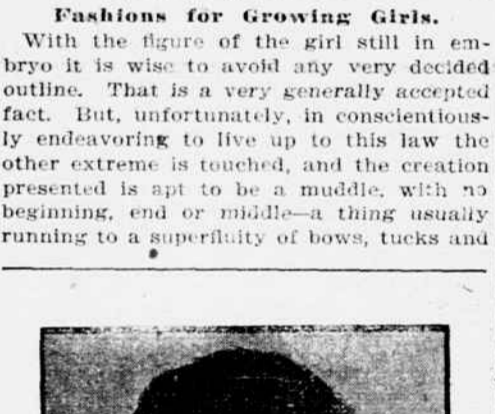 Fashions for Growing Girls.
With the figure of the girl still in em-
bryo it is wise to avoid any very decided
outline. That is a very generally accepted
fact. But, unfortunately, in conscientious-
ly endeavoring to live up to this law the
other extreme is touched, and the creation
presented is apt to be a muddle, with no
beginning, end or middle—a thing usually
running to a superfluity of bows, tucks and